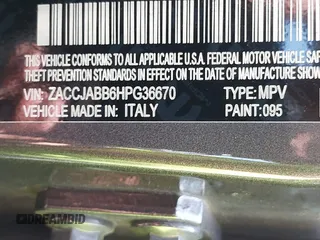 THIS VEHICLE CONFORMS TO ALL APPLICABLE U.S.A. FEDERAL MOTOR VEHICLE
THEFT PREVENTION STANDARDS IN EFFECT ON THE DATE OF MANUFACTURE SHOW
VIN: ZACCJABB6HPG36670 TYPE: MPV
VEHICLE MADE IN: ITALY PAINT: 095
DREAMBID